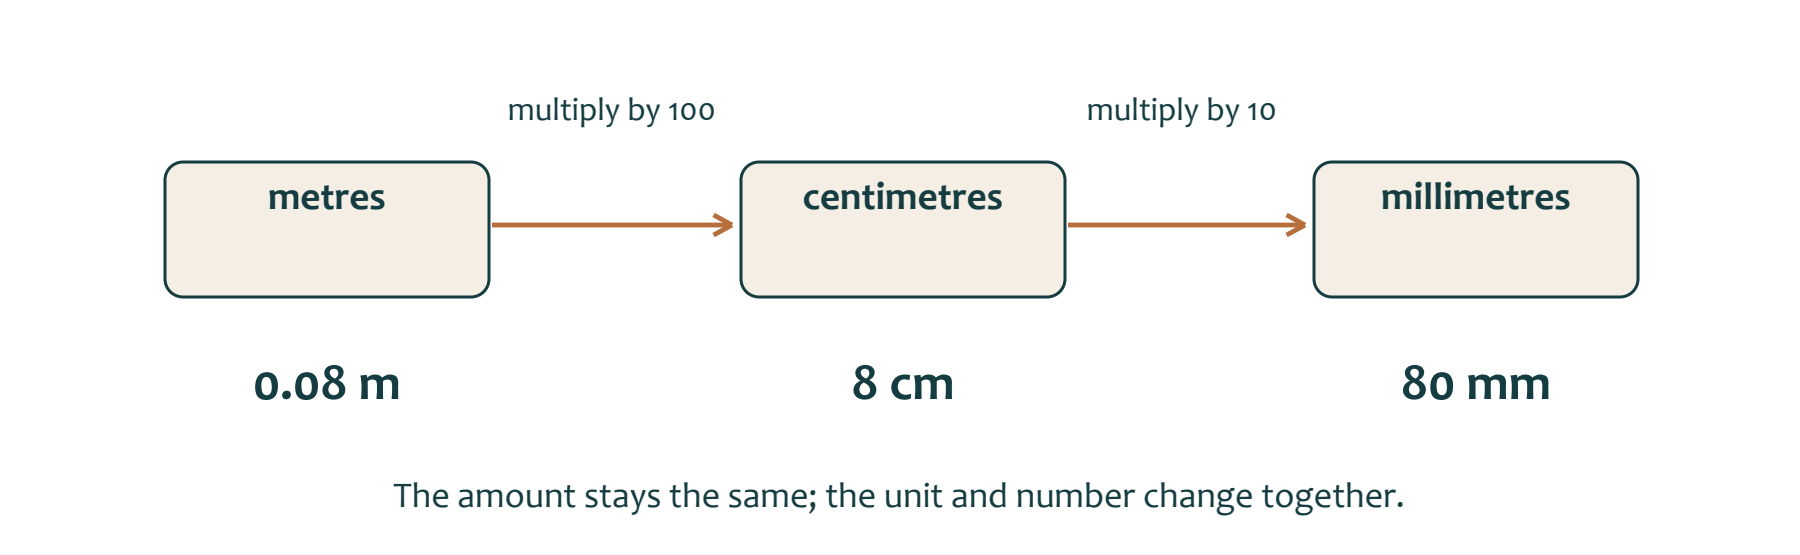 multiply by 100
multiply by 10
metres
centimetres
millimetres
0.08 m
8 cm
80 mm
The amount stays the same; the unit and number change together.